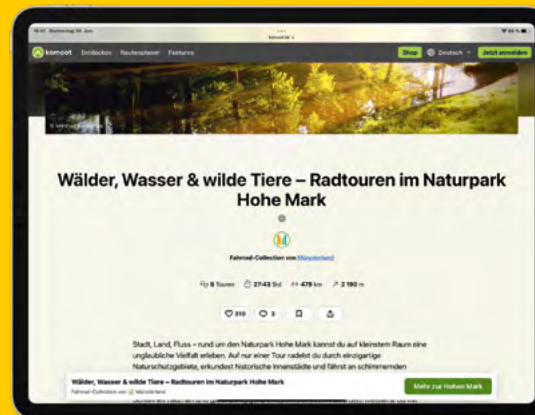 komoot.de
komoot Entdecken Routenplaner Features Shop Deutsch Jetzt anmelden
Wälder, Wasser & wilde Tiere – Radtouren im Naturpark
Hohe Mark
Fahrrad-Collection von Münsterland
8 Touren 27:43 Std 479 km 2 190 m
310 3
Stadt, Land, Fluss – rund um den Naturpark Hohe Mark kannst du auf kleinstem Raum eine
unglaubliche Vielfalt erleben. Auf nur einer Tour radelst du durch einzigartige
Naturschutzgebiete, erkundest historische Innenstädte und fährst an schimmernden
Wälder, Wasser & wilde Tiere – Radtouren im Naturpark Hohe Mark
Fahrrad-Collection von Münsterland
Mehr zur Hohen Mark